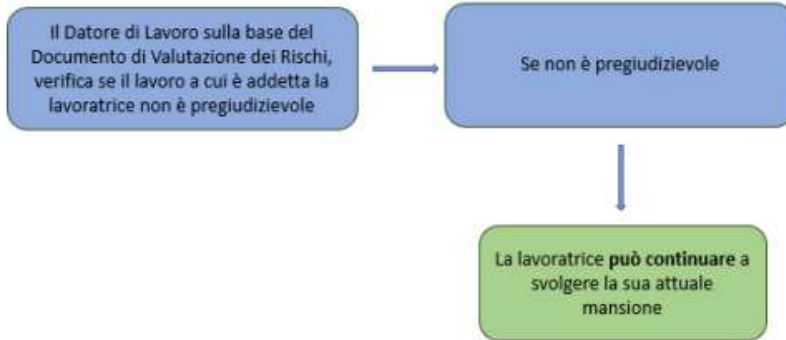 Il Datore di Lavoro sulla base del
Documento di Valutazione dei Rischi,
verifica se il lavoro a cui è addetta la
lavoratrice non è pregiudizievole
Se non è pregiudizievole
La lavoratrice può continuare a
svolgere la sua attuale
mansione